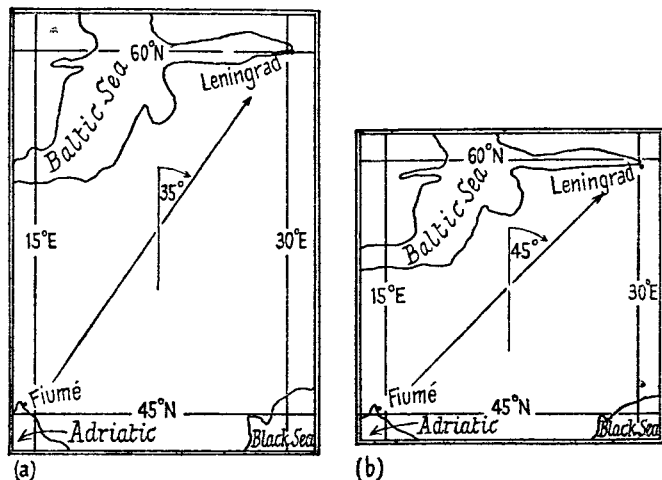 60°N
Leningrad
Baltic Sea
35°
15°E
30°E
Fiumé
45°N
Adriatic
Black Sea
(a)
60°N
Leningrad
Baltic Sea
45°
15°E
30°E
Fiumé
45°N
Adriatic
Black Sea
(b)